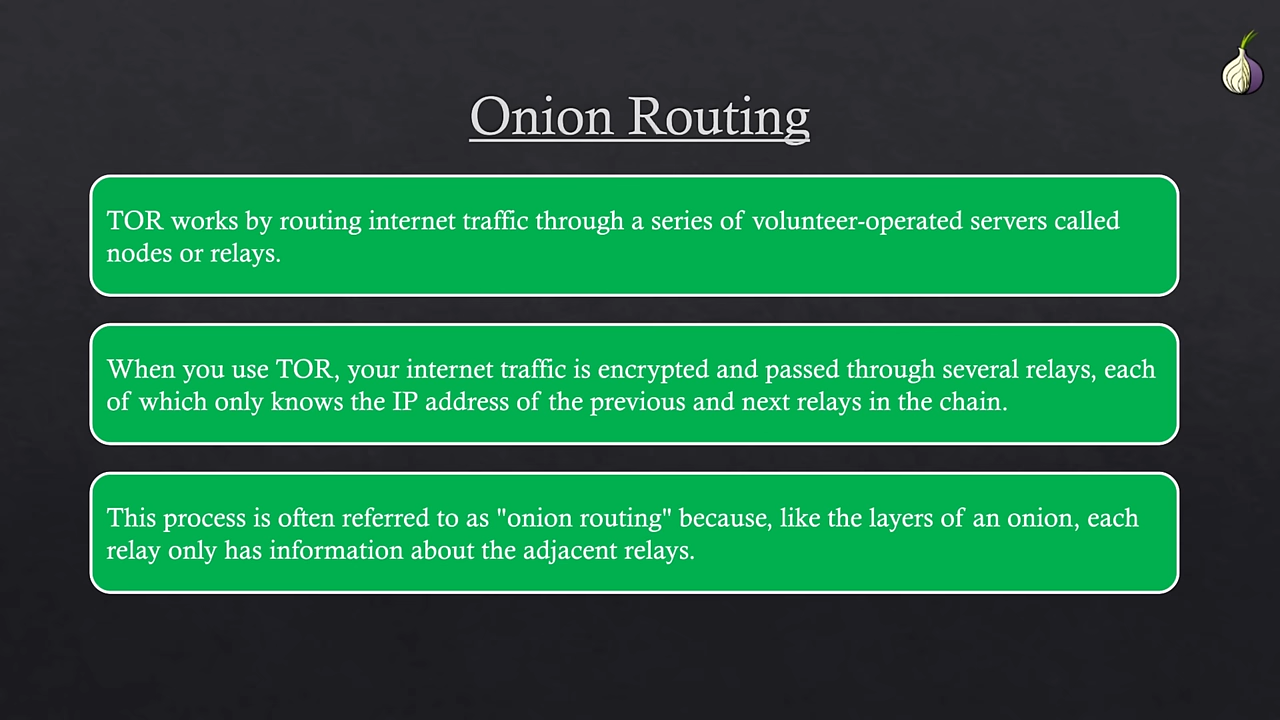 Onion Routing
TOR works by routing internet traffic through a series of volunteer-operated servers called
nodes or relays.
When you use TOR, your internet traffic is encrypted and passed through several relays, each
of which only knows the IP address of the previous and next relays in the chain.
This process is often referred to as "onion routing" because, like the layers of an onion, each
relay only has information about the adjacent relays.